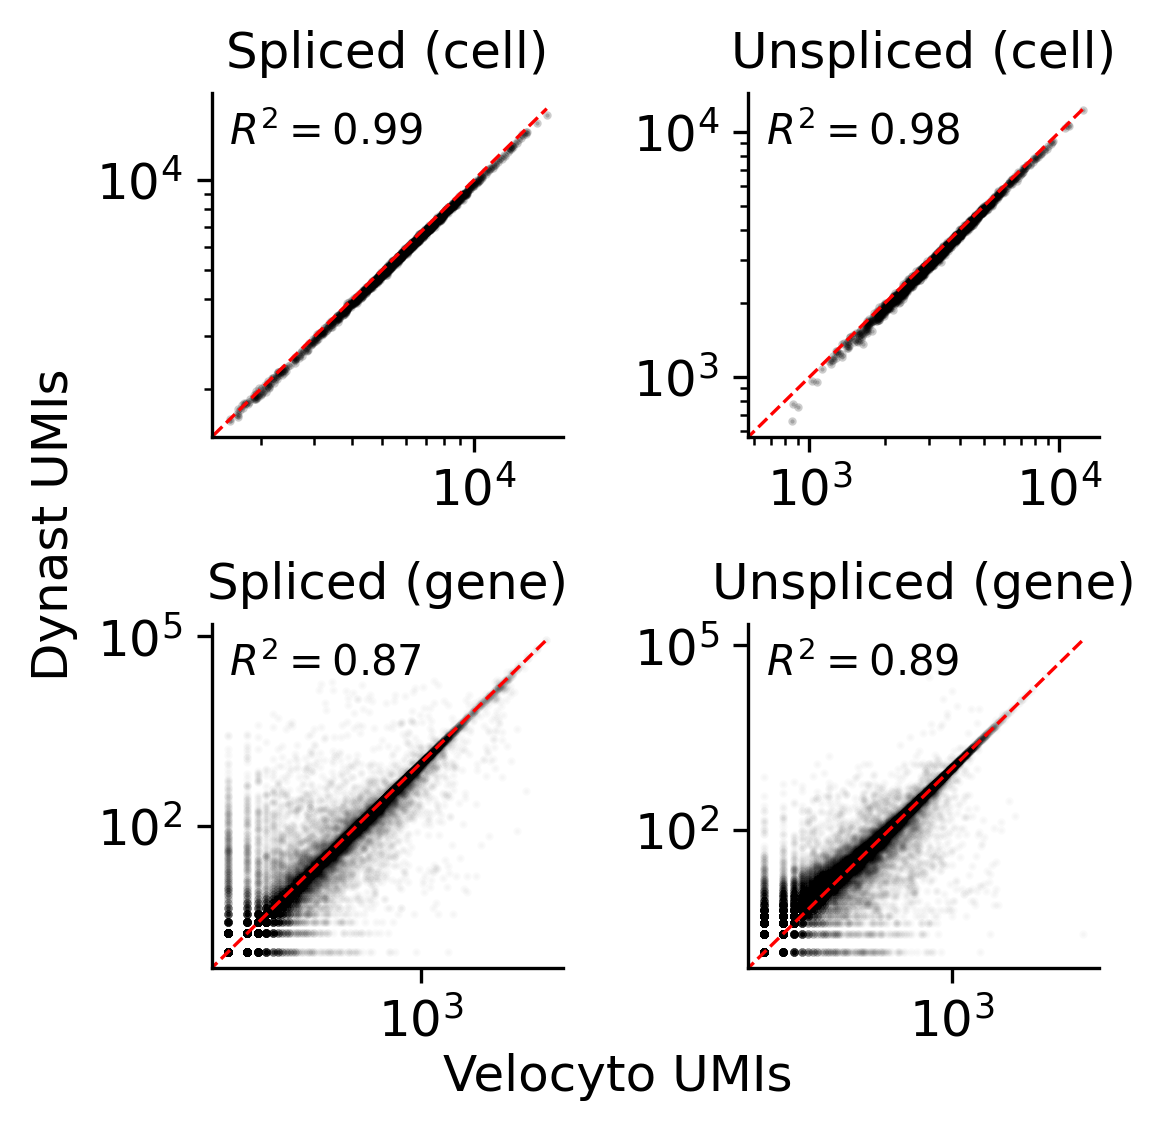 Spliced (cell)
Unspliced (cell)
R² = 0.99
R² = 0.98
10⁴
10⁴
10³
10⁴
10³
10⁴
Dynast UMIs
Spliced (gene)
Unspliced (gene)
R² = 0.87
R² = 0.89
10⁵
10²
10⁵
10²
10³
10³
Velocyto UMIs